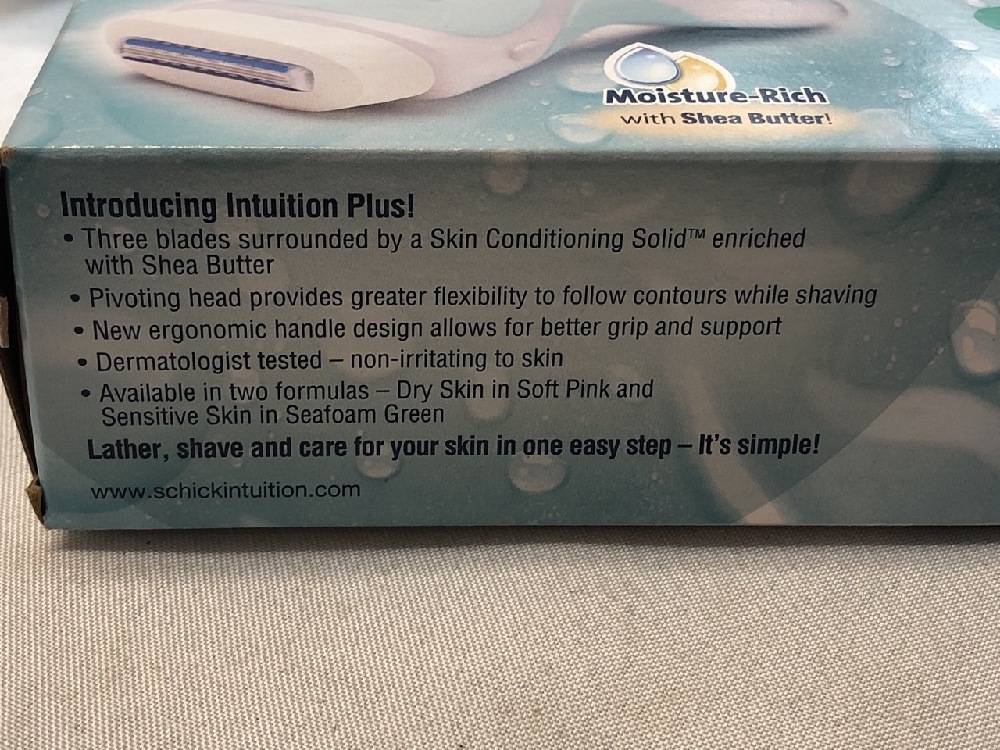 Moisture-Rich
with Shea Butter!
Introducing Intuition Plus!
• Three blades surrounded by a Skin Conditioning Solid™ enriched
with Shea Butter
• Pivoting head provides greater flexibility to follow contours while shaving
• New ergonomic handle design allows for better grip and support
• Dermatologist tested – non-irritating to skin
• Available in two formulas – Dry Skin in Soft Pink and
Sensitive Skin in Seafoam Green
Lather, shave and care for your skin in one easy step – It's simple!
www.schickintuition.com